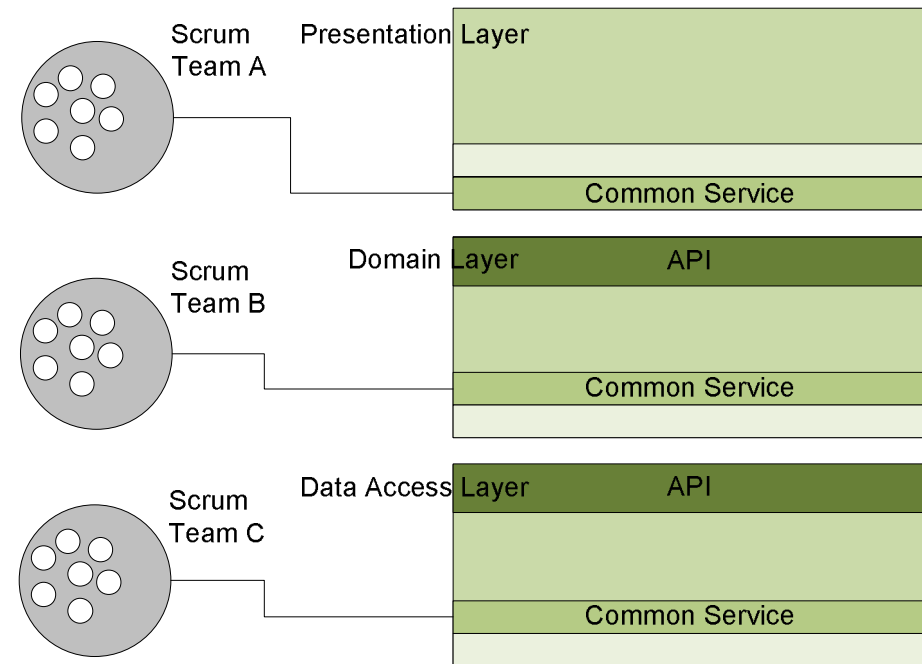 Scrum
Team A
Presentation Layer
Common Service
Scrum
Team B
Domain Layer
API
Common Service
Scrum
Team C
Data Access Layer
API
Common Service